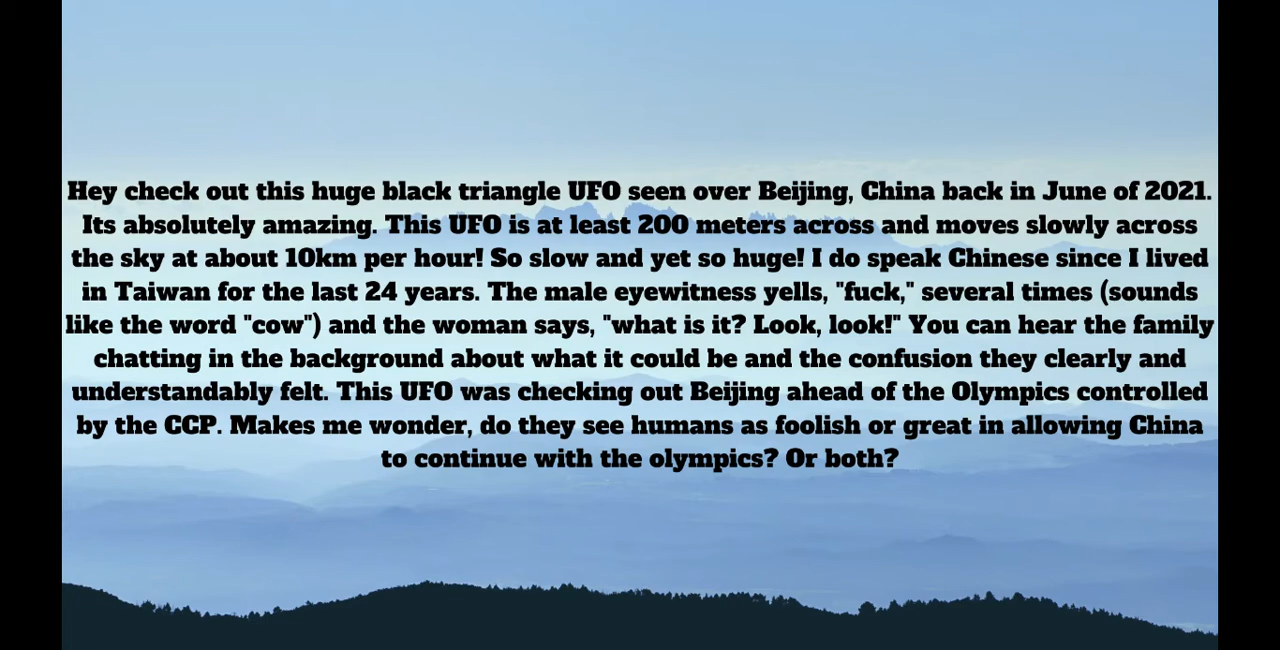 Hey check out this huge black triangle UFO seen over Beijing, China back in June of 2021.
Its absolutely amazing. This UFO is at least 200 meters across and moves slowly across
the sky at about 10km per hour! So slow and yet so huge! I do speak Chinese since I lived
in Taiwan for the last 24 years. The male eyewitness yells, "fuck," several times (sounds
like the word "cow") and the woman says, "what is it? Look, look!" You can hear the family
chatting in the background about what it could be and the confusion they clearly and
understandably felt. This UFO was checking out Beijing ahead of the Olympics controlled
by the CCP. Makes me wonder, do they see humans as foolish or great in allowing China
to continue with the olympics? Or both?